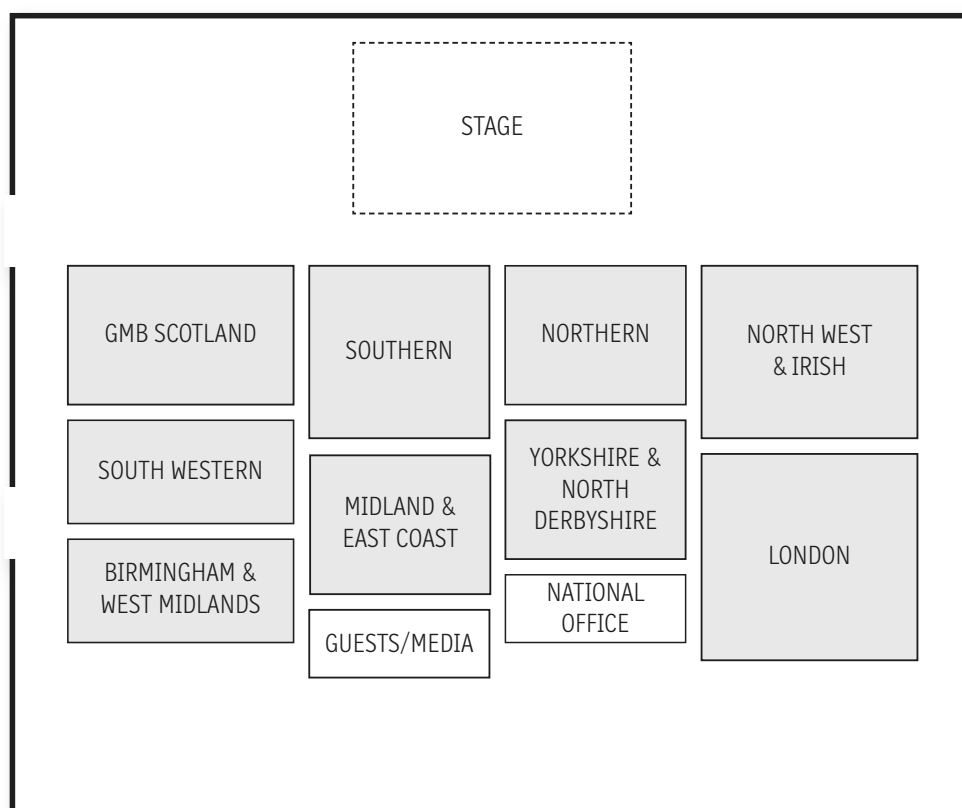 STAGE
GMB SCOTLAND
SOUTHERN
NORTHERN
NORTH WEST
& IRISH
SOUTH WESTERN
MIDLAND &
EAST COAST
YORKSHIRE &
NORTH
DERBYSHIRE
LONDON
BIRMINGHAM &
WEST MIDLANDS
NATIONAL
OFFICE
GUESTS/MEDIA